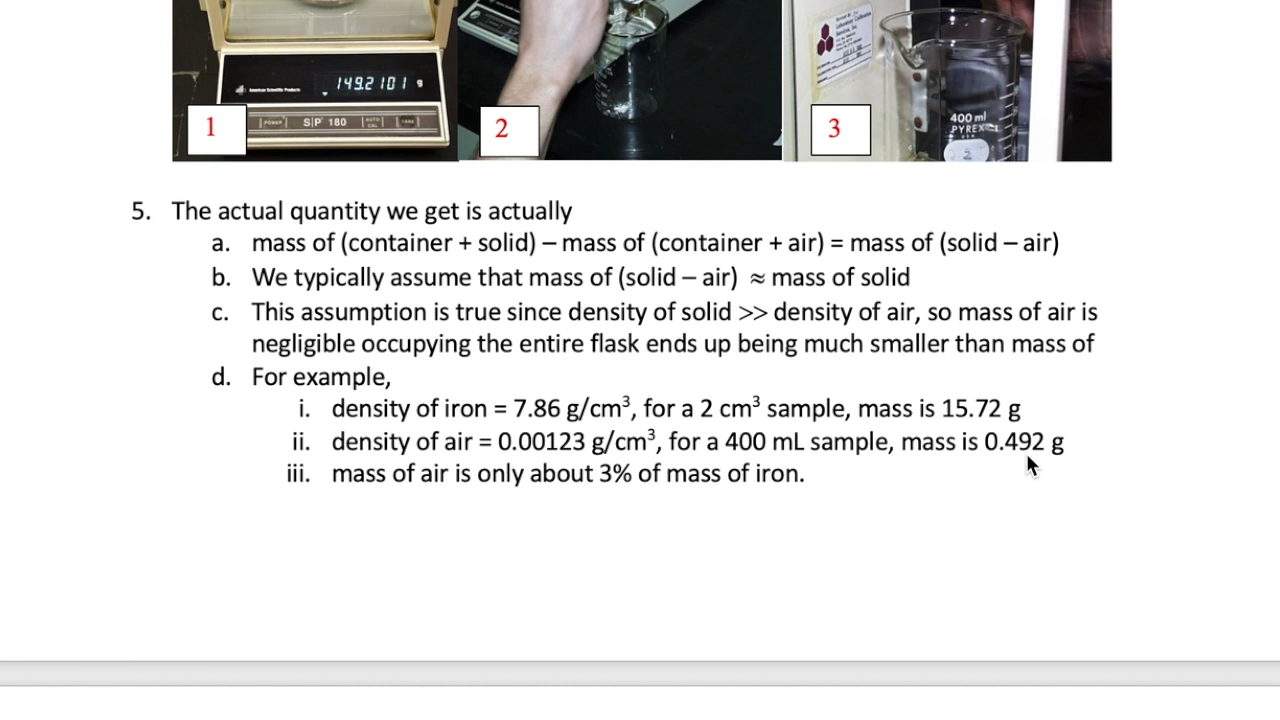 149.2101 g
SP 180
1
2
3
400 ml
PYREX
2
5. The actual quantity we get is actually
a. mass of (container + solid) – mass of (container + air) = mass of (solid – air)
b. We typically assume that mass of (solid – air) ≈ mass of solid
c. This assumption is true since density of solid >> density of air, so mass of air is
negligible occupying the entire flask ends up being much smaller than mass of
d. For example,
i. density of iron = 7.86 g/cm³, for a 2 cm³ sample, mass is 15.72 g
ii. density of air = 0.00123 g/cm³, for a 400 mL sample, mass is 0.492 g
iii. mass of air is only about 3% of mass of iron.